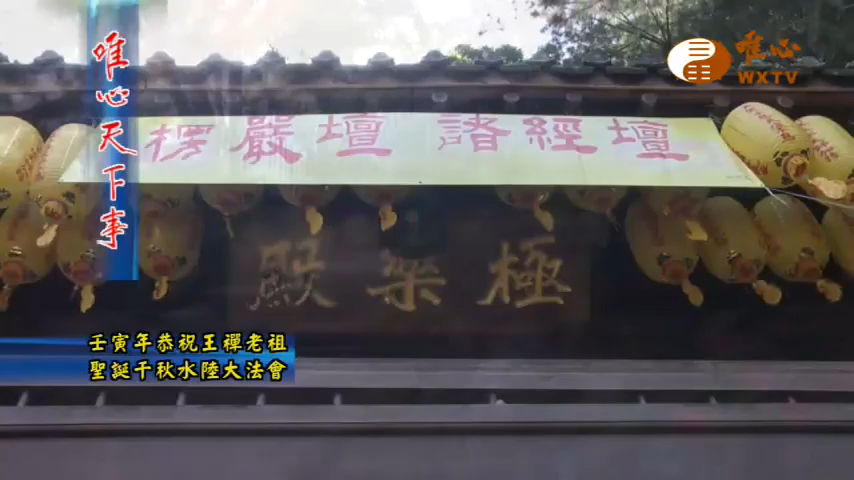 唯心天下事
唯心
WXTV
楞嚴壇 諸經壇
殿樂極
壬寅年恭祝王禪老祖
聖誕千秋水陸大法會